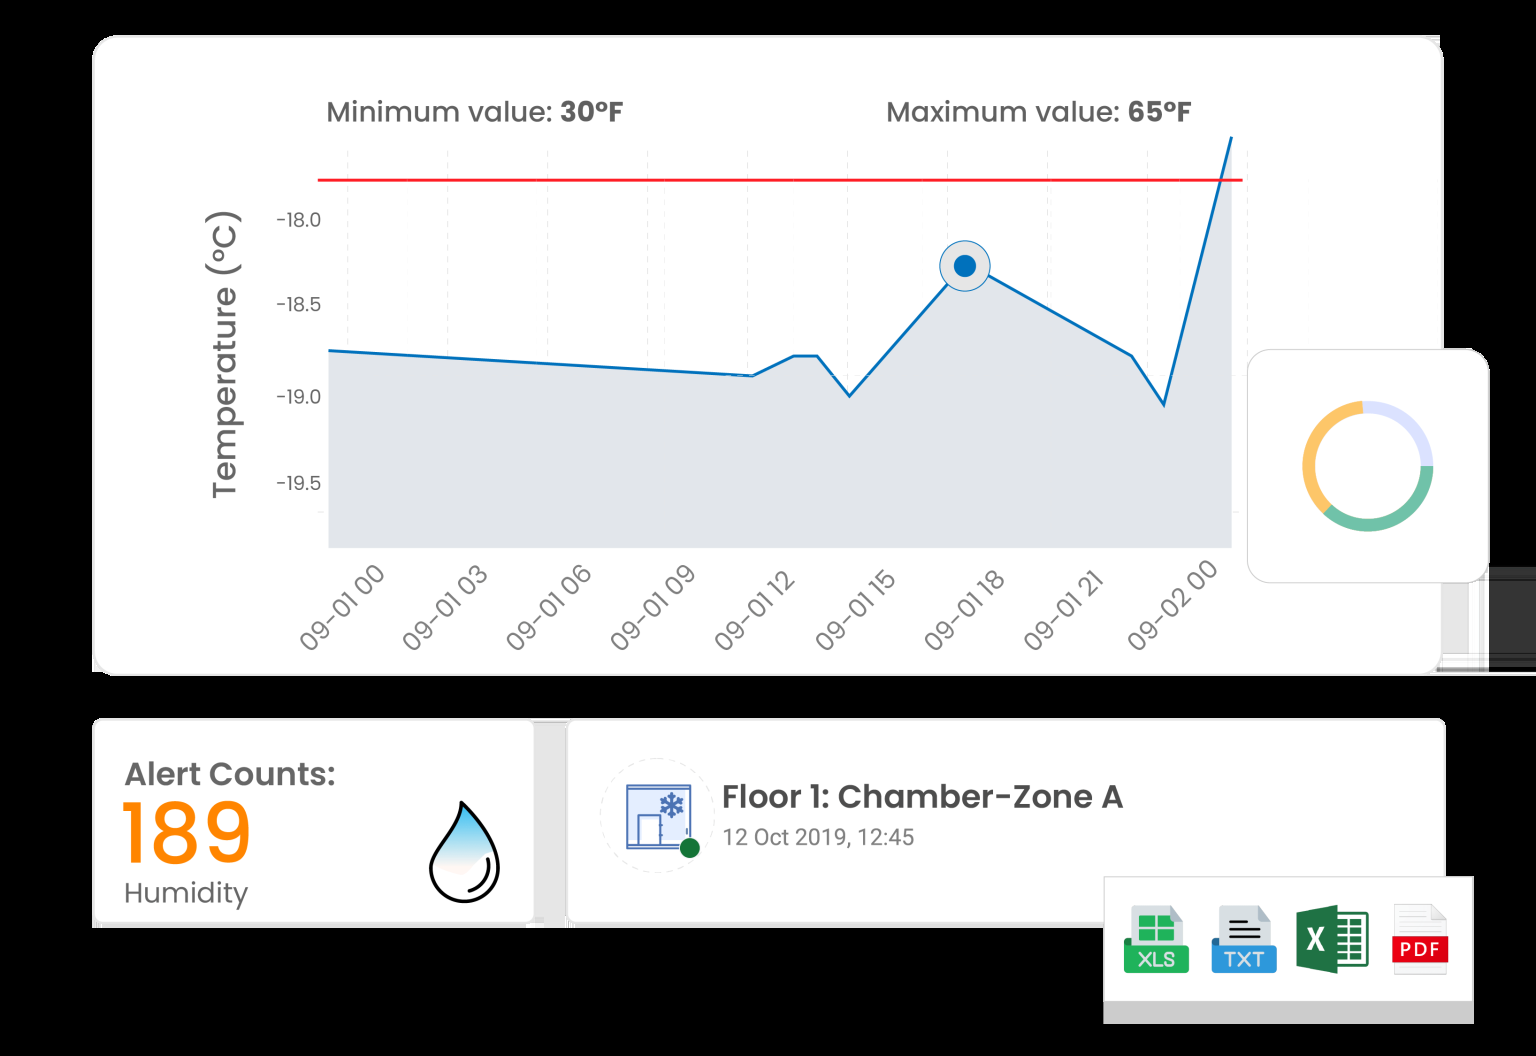 Minimum value: 30°F
Maximum value: 65°F
Temperature (°C)
-18.0
-18.5
-19.0
-19.5
09-01 00
09-01 03
09-01 06
09-01 09
09-01 12
09-01 15
09-01 18
09-01 21
09-02 00
Alert Counts:
189
Humidity
Floor 1: Chamber-Zone A
12 Oct 2019, 12:45
XLS
TXT
X
PDF